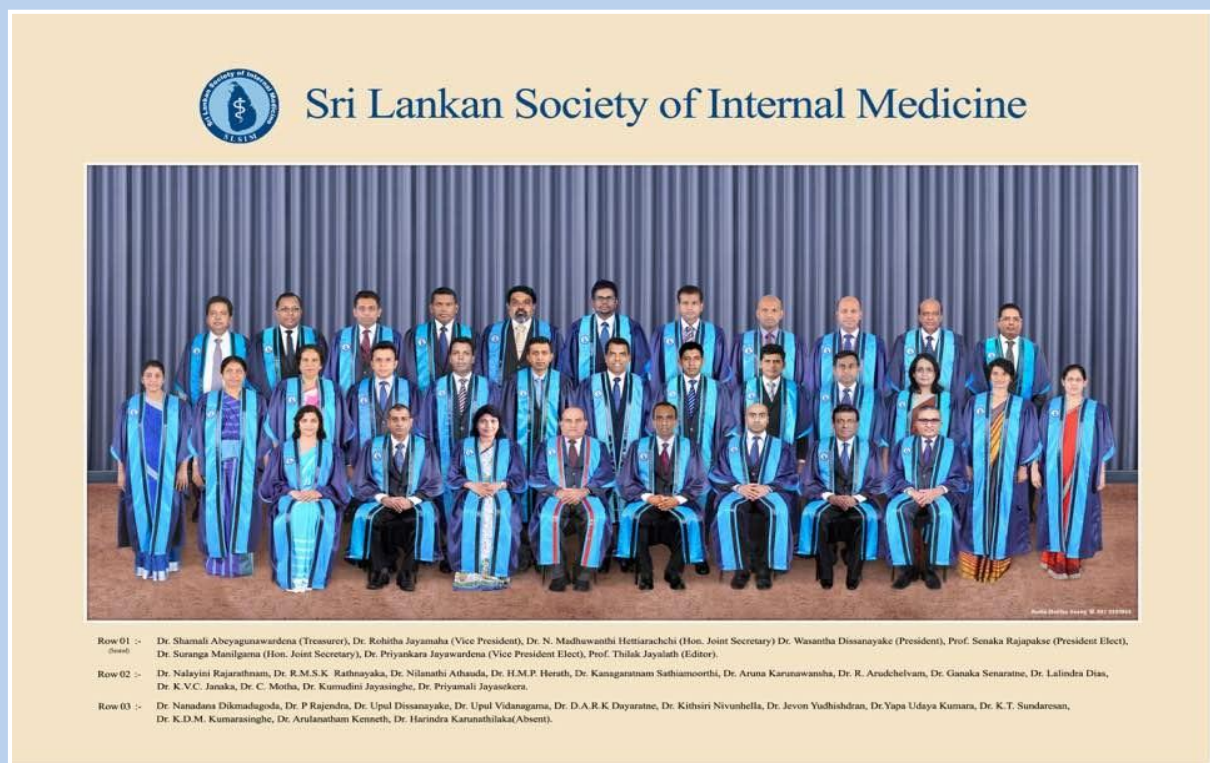 Sri Lankan Society of Internal Medicine
SLSIM
Sri Lankan Society of Internal Medicine
Row 01 :- Dr. Shamali Abeyagunawardena (Treasurer), Dr. Rohitha Jayamaha (Vice President), Dr. N. Madhuwanthi Hettiarachchi (Hon. Joint Secretary) Dr. Wasantha Dissanayake (President), Prof. Senaka Rajapakse (President Elect),
(Seated) Dr. Suranga Manilgama (Hon. Joint Secretary), Dr. Priyankara Jayawardena (Vice President Elect), Prof. Thilak Jayalath (Editor).
Row 02 :- Dr. Nalayini Rajarathnam, Dr. R.M.S.K Rathnayaka, Dr. Nilanathi Athauda, Dr. H.M.P. Herath, Dr. Kanagaratnam Sathiamoorthi, Dr. Aruna Karunawansha, Dr. R. Arudchelvam, Dr. Ganaka Senaratne, Dr. Lalindra Dias,
Dr. K.V.C. Janaka, Dr. C. Motha, Dr. Kumudini Jayasinghe, Dr. Priyamali Jayasekera.
Row 03 :- Dr. Nanadana Dikmadugoda, Dr. P Rajendra, Dr. Upul Dissanayake, Dr. Upul Vidanagama, Dr. D.A.R.K Dayaratne, Dr. Kithsiri Nivunhella, Dr. Jevon Yudhishdran, Dr.Yapa Udaya Kumara, Dr. K.T. Sundaresan,
Dr. K.D.M. Kumarasinghe, Dr. Arulanatham Kenneth, Dr. Harindra Karunathilaka(Absent).